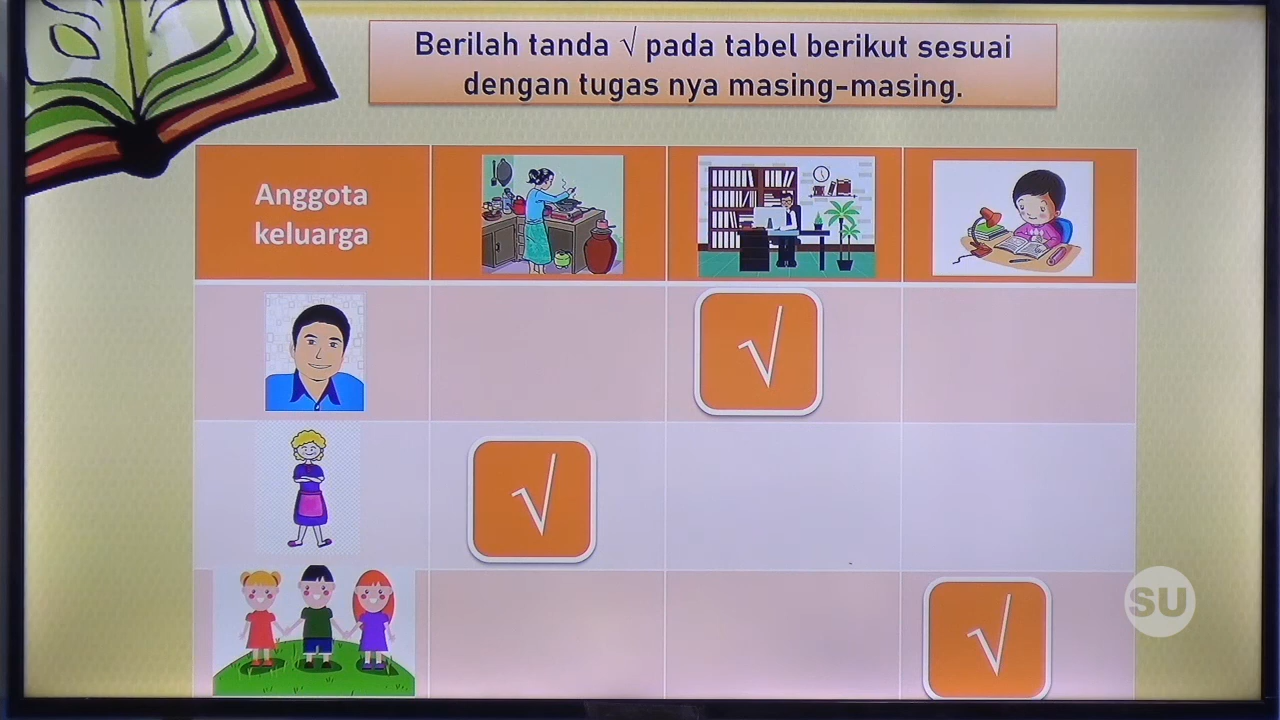 Berilah tanda √ pada tabel berikut sesuai
dengan tugas nya masing-masing.
Anggota
keluarga
√
√
√
SU